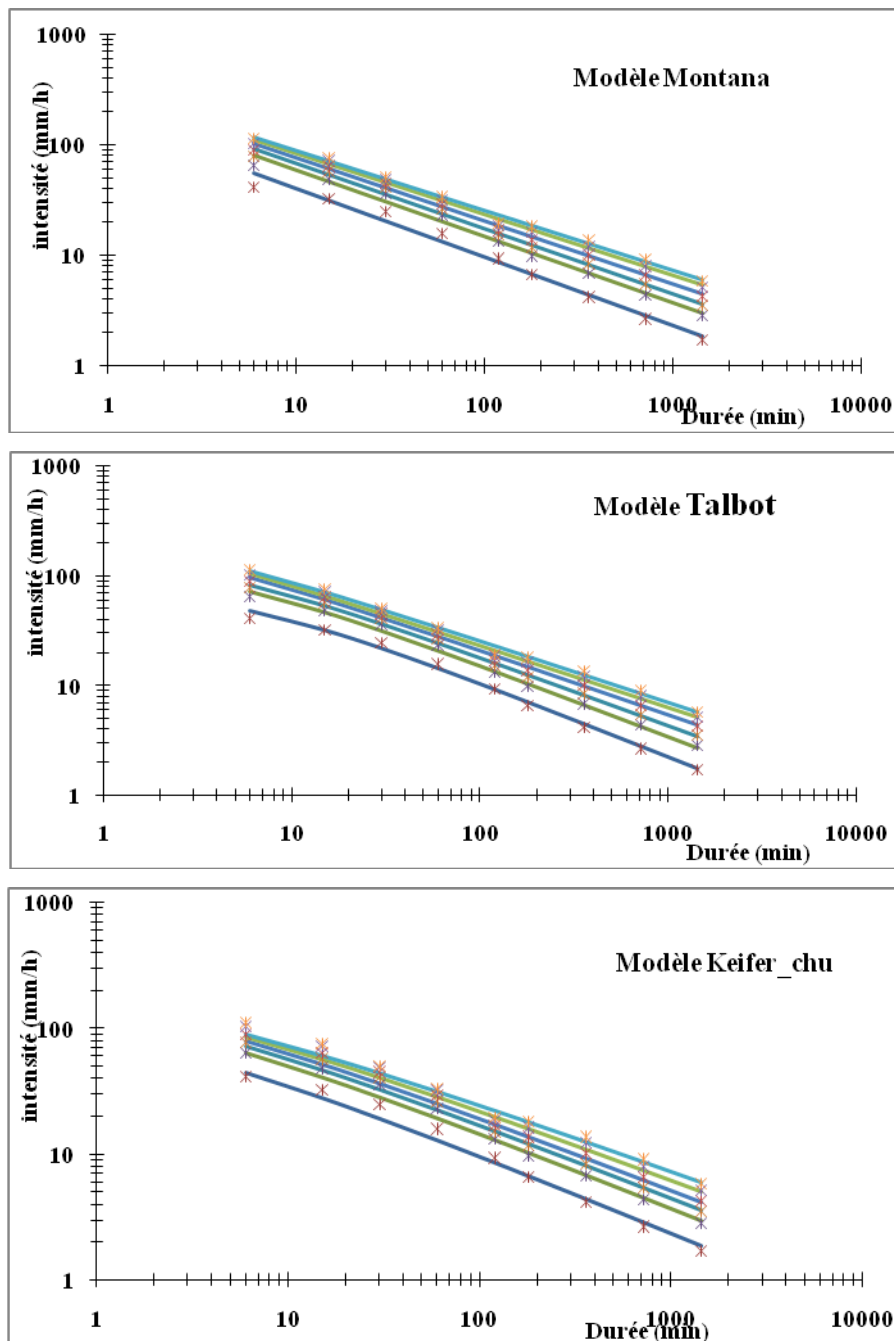 1000
Modèle Montana
100
intensité (mm/h)
10
1
1 10 100 1000 10000
Durée (min)
1000
Modèle Talbot
100
intensité (mm/h)
10
1
1 10 100 1000 10000
Durée (min)
1000
Modèle Keifer_chu
100
intensité (mm/h)
10
1
1 10 100 1000 10000
Durée (min)